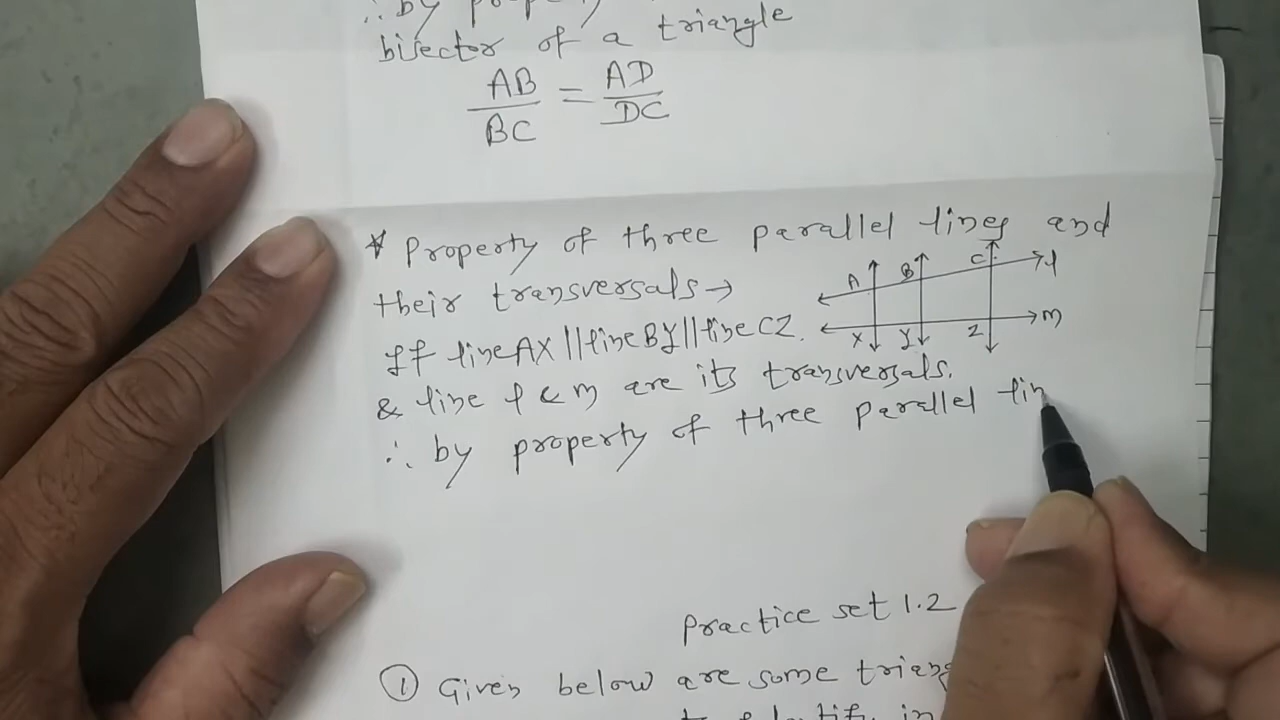 ∴ by property
bisector of a triangle
AB/BC = AD/DC
* Property of three parallel lines and
their transversals →
A B C l
If line AX || line BY || line CZ.
X Y Z m
& line l & m are its transversals.
∴ by property of three parallel lin
Practice set 1.2
① Given below are some triang